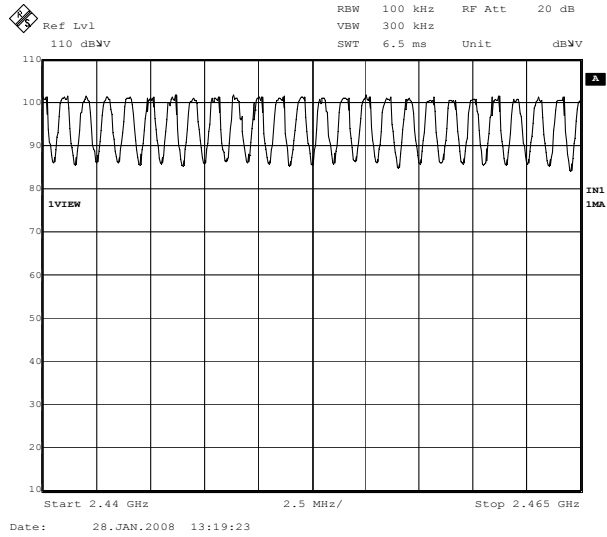 RBW 100 kHz RF Att 20 dB
Ref Lvl VBW 300 kHz
110 dBµV SWT 6.5 ms Unit dBµV
110
A
100
90
80
IN1
1VIEW
1MA
70
60
50
40
30
20
10
Start 2.44 GHz 2.5 MHz/ Stop 2.465 GHz
Date: 28.JAN.2008 13:19:23